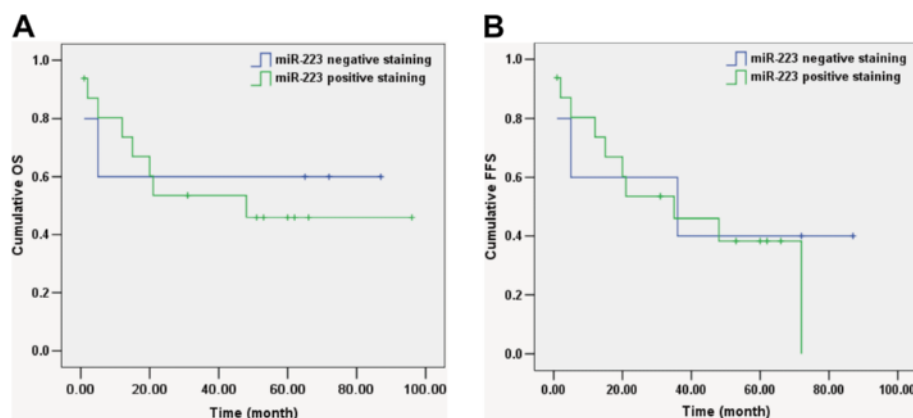 A
miR-223 negative staining
miR-223 positive staining
Cumulative OS
1.0
0.8
0.6
0.4
0.2
0.0
0.00 20.00 40.00 60.00 80.00 100.00
Time (month)
B
miR-223 negative staining
miR-223 positive staining
Cumulative FFS
1.0
0.8
0.6
0.4
0.2
0.0
0.00 20.00 40.00 60.00 80.00 100.00
Time (month)